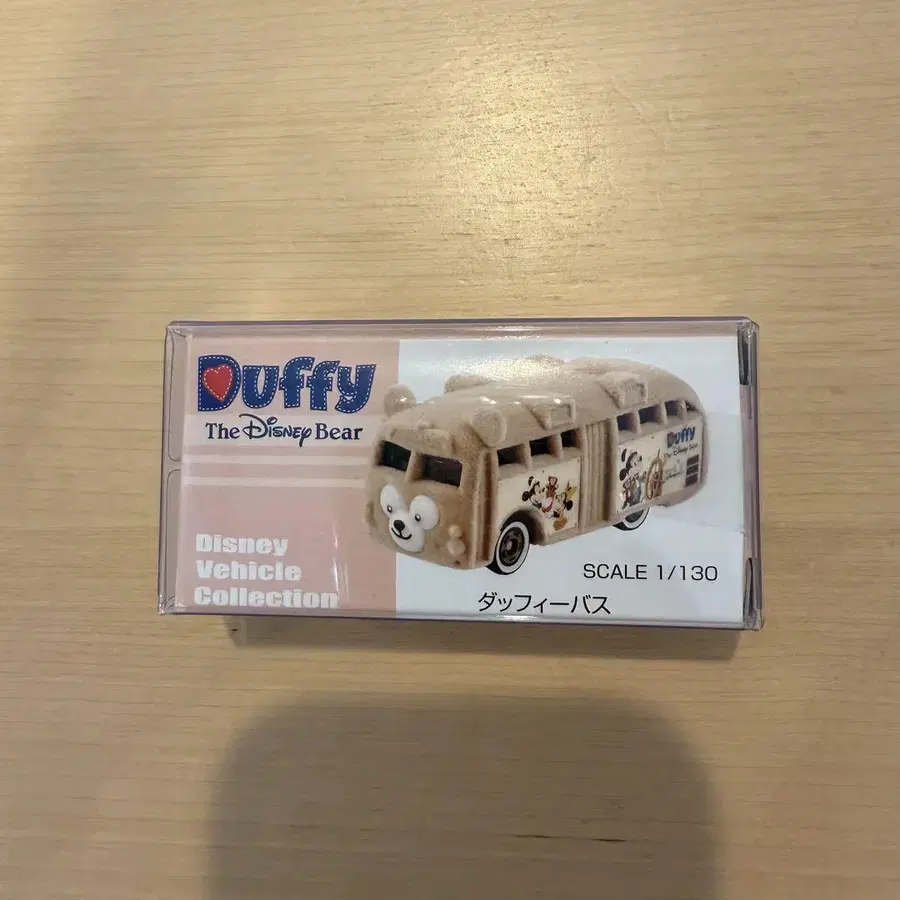 Duffy
The Disney Bear
Disney
Vehicle
Collection
Duffy
The Disney Bear
SCALE 1/130
ダッフィーバス